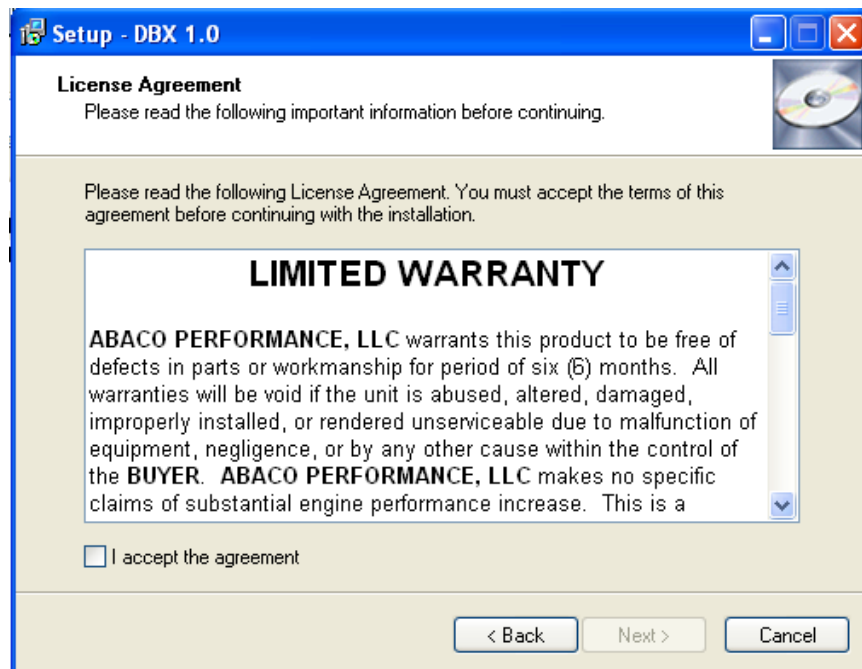 Setup - DBX 1.0
License Agreement
Please read the following important information before continuing.
Please read the following License Agreement. You must accept the terms of this
agreement before continuing with the installation.
LIMITED WARRANTY
ABACO PERFORMANCE, LLC warrants this product to be free of
defects in parts or workmanship for period of six (6) months.  All
warranties will be void if the unit is abused, altered, damaged,
improperly installed, or rendered unserviceable due to malfunction of
equipment, negligence, or by any other cause within the control of
the BUYER.  ABACO PERFORMANCE, LLC makes no specific
claims of substantial engine performance increase.  This is a
I accept the agreement
< Back
Next >
Cancel